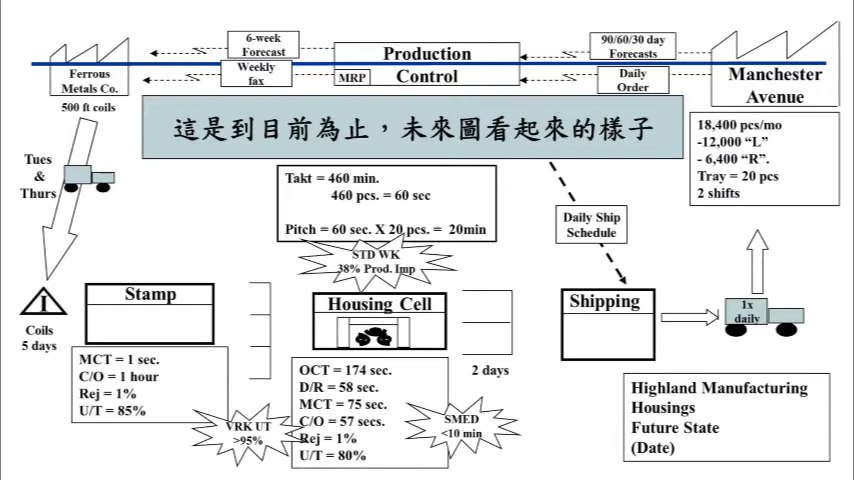 6-week
Forecast
Weekly
fax
Production
Control
MRP
90/60/30 day
Forecasts
Daily
Order
Ferrous
Metals Co.
500 ft coils
Manchester
Avenue
這是到目前為止，未來圖看起來的樣子
18,400 pcs/mo
-12,000 “L”
- 6,400 “R”.
Tray = 20 pcs
2 shifts
Tues
&
Thurs
Takt = 460 min.
460 pcs. = 60 sec
Pitch = 60 sec. X 20 pcs. = 20min
STD WK
38% Prod. Imp
Daily Ship
Schedule
I
Coils
5 days
Stamp
MCT = 1 sec.
C/O = 1 hour
Rej = 1%
U/T = 85%
VRK UT
>95%
Housing Cell
OCT = 174 sec.
D/R = 58 sec.
MCT = 75 sec.
C/O = 57 secs.
Rej = 1%
U/T = 80%
2 days
SMED
<10 min
Shipping
1x
daily
Highland Manufacturing
Housings
Future State
(Date)